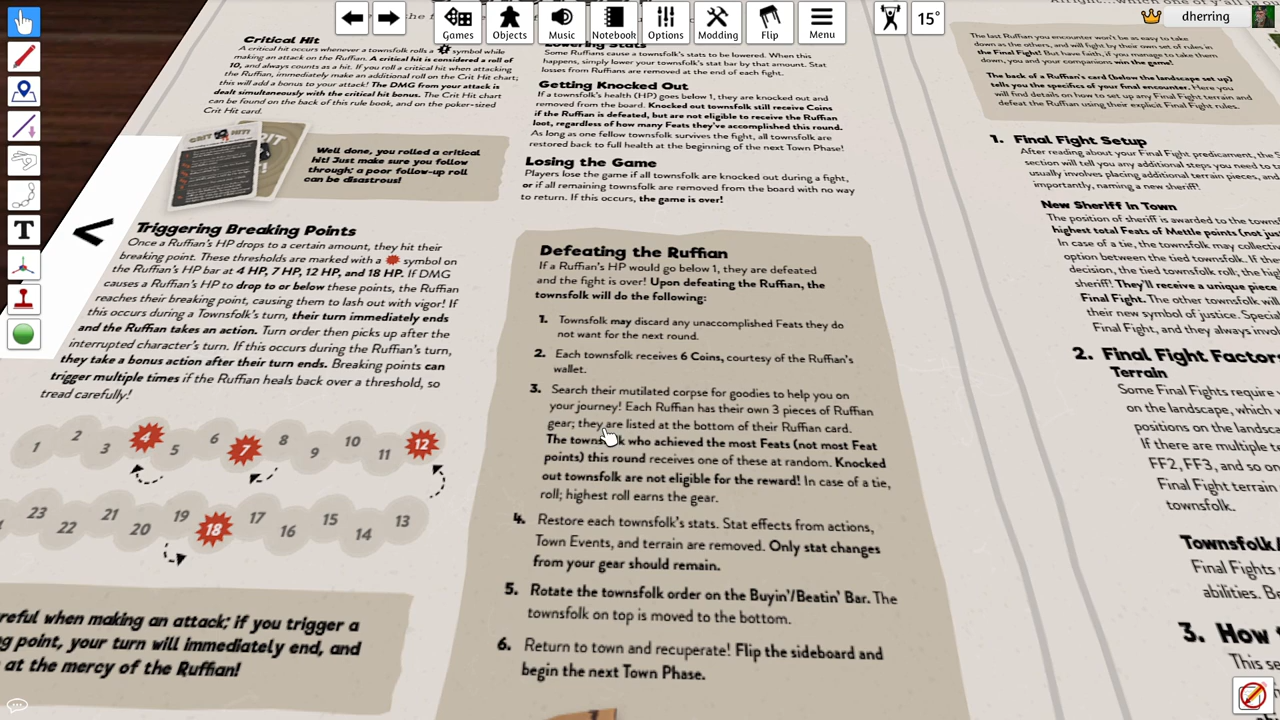 Games
Objects
Music
Notebook
Options
Modding
Flip
Menu
15°
dherring
T
Critical Hit
A critical hit occurs whenever a townsfolk rolls a symbol while
making an attack on the Ruffian. A critical hit is considered a roll of
10, and always counts as a hit. If you roll a critical hit when attacking
the Ruffian, immediately make an additional roll on the Crit Hit chart;
this will add a bonus to your attack! The DMG from your attack is
dealt simultaneously with the critical hit bonus. The Crit Hit chart
can be found on the back of this rule book, and on the poker-sized
Crit Hit card.
CRIT HIT!
Well done, you rolled a critical
hit! Just make sure you follow
through; a poor follow-up roll
can be disastrous!
<
Triggering Breaking Points
Once a Ruffian's HP drops to a certain amount, they hit their
breaking point. These thresholds are marked with a symbol on
the Ruffian's HP bar at 4 HP, 7 HP, 12 HP, and 18 HP. If DMG
causes a Ruffian's HP to drop to or below these points, the Ruffian
reaches their breaking point, causing them to lash out with vigor! If
this occurs during a Townsfolk's turn, their turn immediately ends
and the Ruffian takes an action. Turn order then picks up after the
interrupted character's turn. If this occurs during the Ruffian's turn,
they take a bonus action after their turn ends. Breaking points can
trigger multiple times if the Ruffian heals back over a threshold, so
tread carefully!
1 2 3 4 5 6 7 8 9 10 11 12
23 22 21 20 19 18 17 16 15 14 13
careful when making an attack; if you trigger a
point, your turn will immediately end, and
at the mercy of the Ruffian!
Lowering Stats
Some Ruffians cause a townsfolk's stats to be lowered. When this
happens, simply lower your townsfolk's stat bar by that amount. Stat
losses from Ruffians are removed at the end of each fight.
Getting Knocked Out
If a townsfolk's health (HP) goes below 1, they are knocked out and
removed from the board. Knocked out townsfolk still receive Coins
if the Ruffian is defeated, but are not eligible to receive the Ruffian
loot, regardless of how many Feats they've accomplished this round.
As long as one fellow townsfolk survives the fight, all townsfolk are
restored back to full health at the beginning of the next Town Phase!
Losing the Game
Players lose the game if all townsfolk are knocked out during a fight,
or if all remaining townsfolk are removed from the board with no way
to return. If this occurs, the game is over!
Defeating the Ruffian
If a Ruffian's HP would go below 1, they are defeated
and the fight is over! Upon defeating the Ruffian, the
townsfolk will do the following:
1. Townsfolk may discard any unaccomplished Feats they do
not want for the next round.
2. Each townsfolk receives 6 Coins, courtesy of the Ruffian's
wallet.
3. Search their mutilated corpse for goodies to help you on
your journey! Each Ruffian has their own 3 pieces of Ruffian
gear; they are listed at the bottom of their Ruffian card.
The townsfolk who achieved the most Feats (not most Feat
points) this round receives one of these at random. Knocked
out townsfolk are not eligible for the reward! In case of a tie,
roll; highest roll earns the gear.
4. Restore each townsfolk's stats. Stat effects from actions,
Town Events, and terrain are removed. Only stat changes
from your gear should remain.
5. Rotate the townsfolk order on the Buyin'/Beatin' Bar. The
townsfolk on top is moved to the bottom.
6. Return to town and recuperate! Flip the sideboard and
begin the next Town Phase.
The last Ruffian you encounter won't be as easy to take
down as the others, and will fight by their own set of rules in
the Final Fight! But have faith, if you manage to take them
down, you and your companions win the game!
The back of a Ruffian's card (below the landscape set up)
tells you the specifics of your final encounter. Here you
will find details on how to set up any Final Fight terrain and
defeat the Ruffian using their explicit Final Fight rules.
1. Final Fight Setup
After reading about your Final Fight predicament, the S
section will tell you any additional steps you need to t
usually involves placing additional terrain pieces, and
importantly, naming a new sheriff!
New Sheriff in Town
The position of sheriff is awarded to the town
highest total Feats of Mettle points (not jus
In case of a tie, the townsfolk may collectiv
option between the tied townsfolk. If the
decision, the tied townsfolk roll, the high
sheriff! They'll receive a unique piece
Final Fight. The other townsfolk will
their new symbol of justice. Special
Final Fight, and they always invo
2. Final Fight Factors
Terrain
Some Final Fights require
on the landscape, which
positions on the landsca
If there are multiple t
FF2, FF3, and so on
Final Fight terrain
townsfolk.
Townsfolk/
Final Fights
abilities. Be
3. How
This se